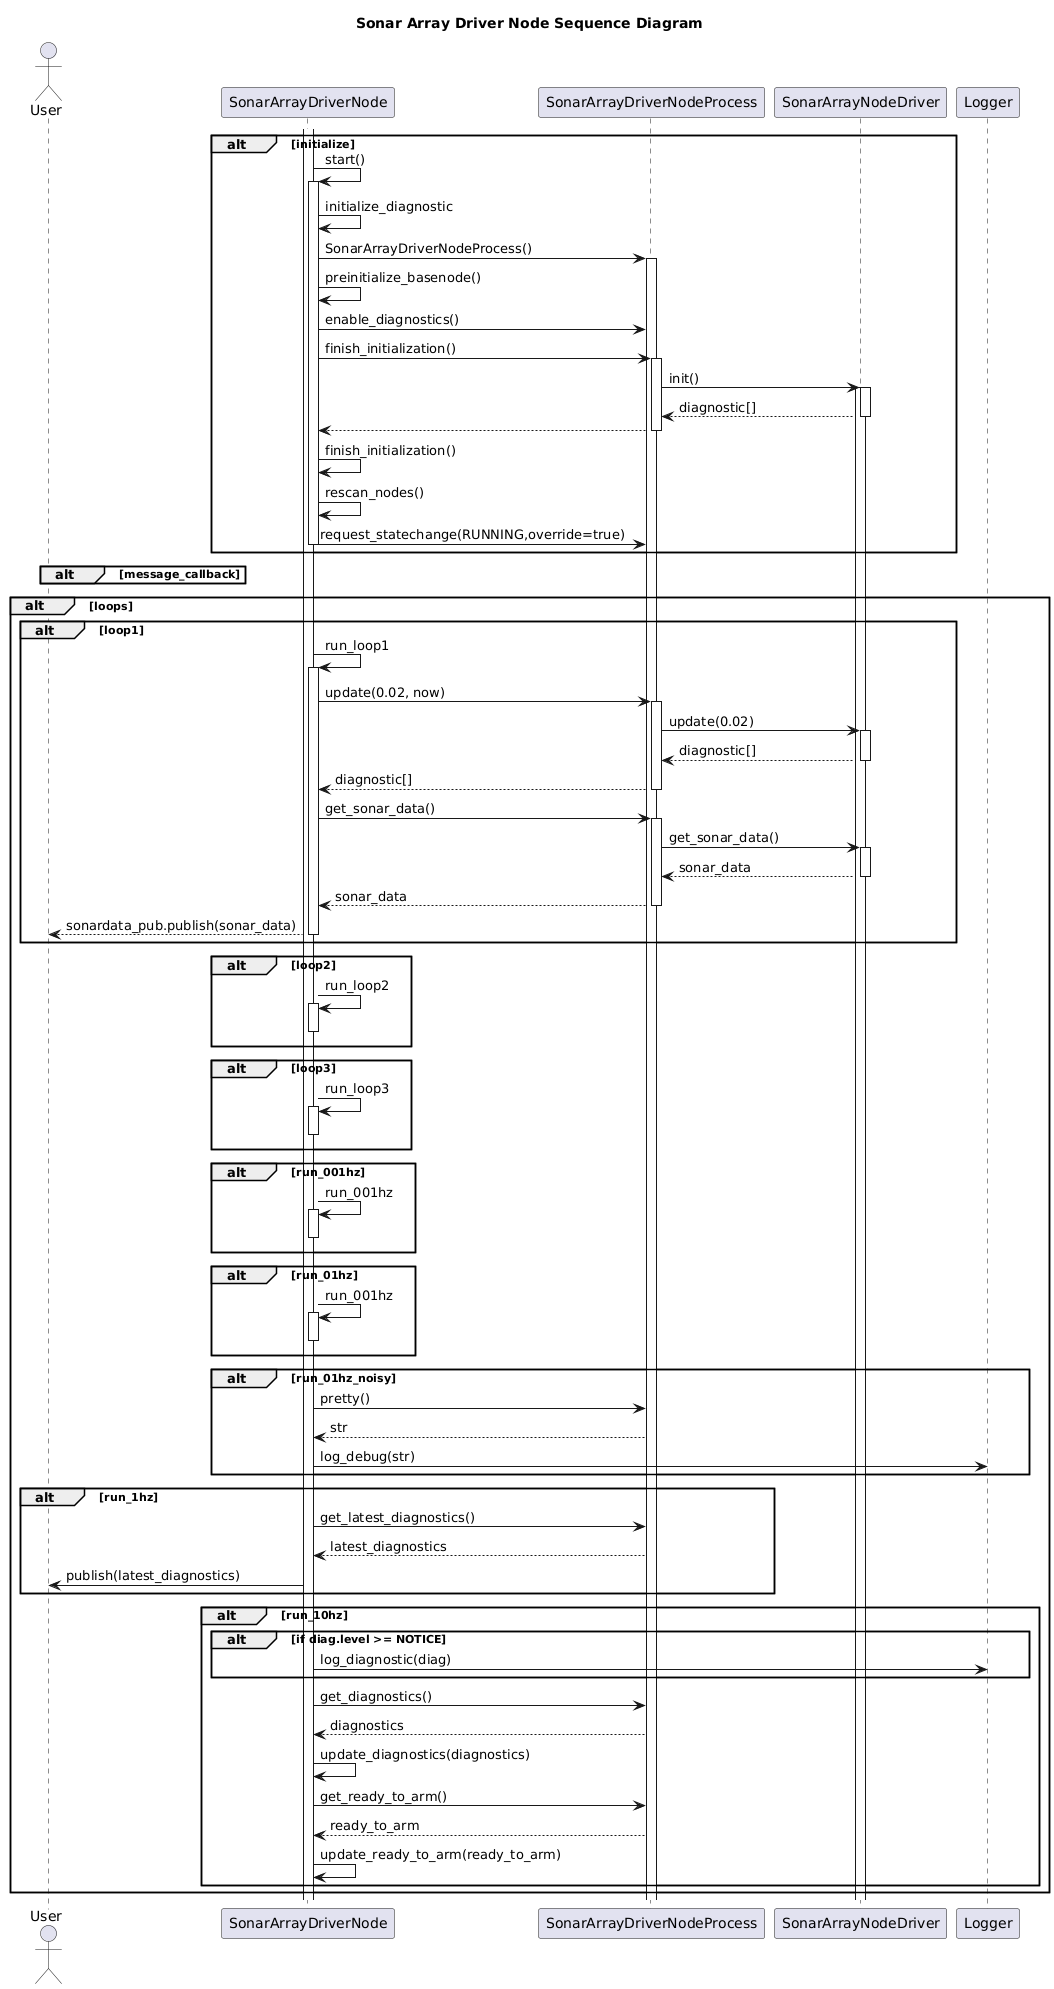 Sonar Array Driver Node Sequence Diagram
User
SonarArrayDriverNode
SonarArrayDriverNodeProcess
SonarArrayNodeDriver
Logger
alt [initialize]
start()
initialize_diagnostic
SonarArrayDriverNodeProcess()
preinitialize_basenode()
enable_diagnostics()
finish_initialization()
init()
diagnostic[]
finish_initialization()
rescan_nodes()
request_statechange(RUNNING,override=true)
alt [message_callback]
alt [loops]
alt [loop1]
run_loop1
update(0.02, now)
update(0.02)
diagnostic[]
diagnostic[]
get_sonar_data()
get_sonar_data()
sonar_data
sonar_data
sonardata_pub.publish(sonar_data)
alt [loop2]
run_loop2
alt [loop3]
run_loop3
alt [run_001hz]
run_001hz
alt [run_01hz]
run_001hz
alt [run_01hz_noisy]
pretty()
str
log_debug(str)
alt [run_1hz]
get_latest_diagnostics()
latest_diagnostics
publish(latest_diagnostics)
alt [run_10hz]
alt [if diag.level >= NOTICE]
log_diagnostic(diag)
get_diagnostics()
diagnostics
update_diagnostics(diagnostics)
get_ready_to_arm()
ready_to_arm
update_ready_to_arm(ready_to_arm)
User
SonarArrayDriverNode
SonarArrayDriverNodeProcess
SonarArrayNodeDriver
Logger